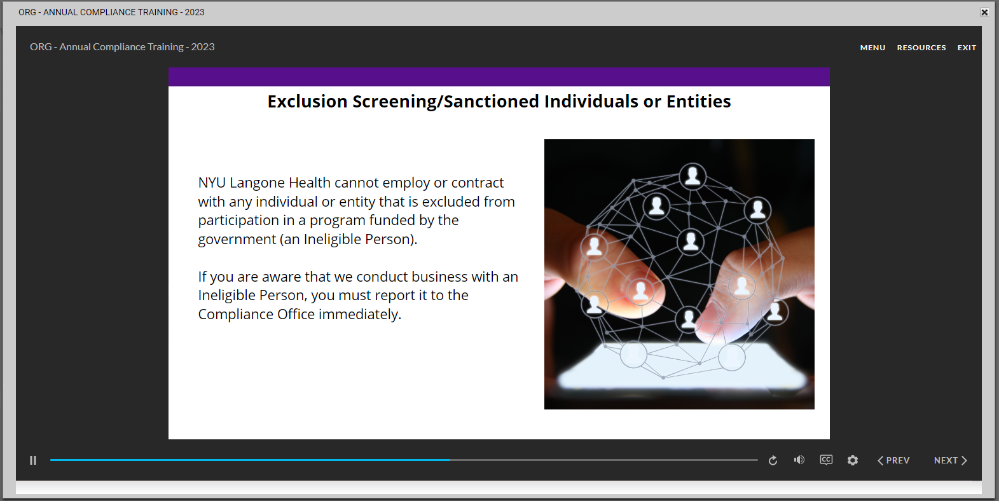 ORG - ANNUAL COMPLIANCE TRAINING - 2023
ORG - Annual Compliance Training - 2023
MENU RESOURCES EXIT
Exclusion Screening/Sanctioned Individuals or Entities
NYU Langone Health cannot employ or contract
with any individual or entity that is excluded from
participation in a program funded by the
government (an Ineligible Person).
If you are aware that we conduct business with an
Ineligible Person, you must report it to the
Compliance Office immediately.
CC PREV NEXT